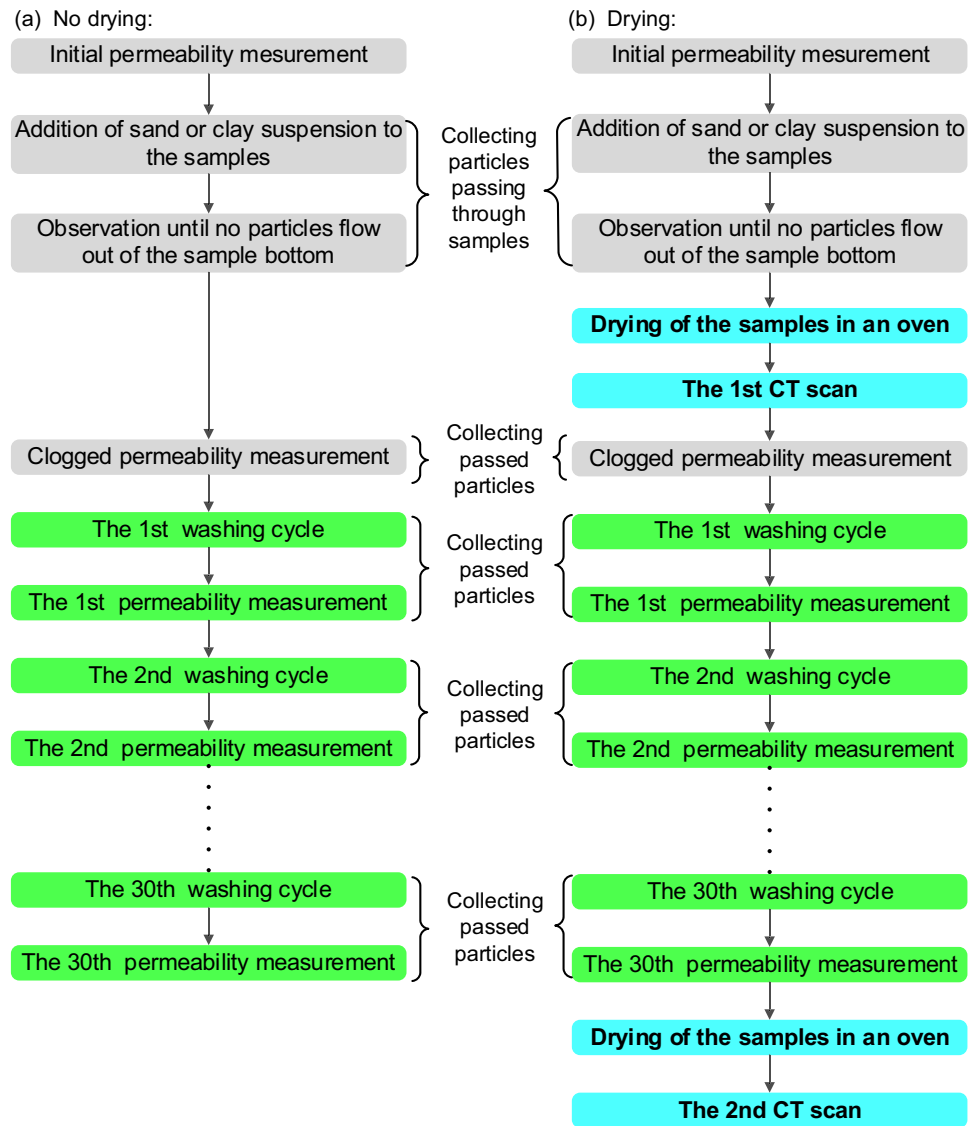 (a) No drying:
Initial permeability mesurement
Addition of sand or clay suspension to
the samples
Observation until no particles flow
out of the sample bottom
Clogged permeability measurement
The 1st washing cycle
The 1st permeability measurement
The 2nd washing cycle
The 2nd permeability measurement
The 30th washing cycle
The 30th permeability measurement
Collecting
particles
passing
through
samples
Collecting
passed
particles
Collecting
passed
particles
Collecting
passed
particles
Collecting
passed
particles
(b) Drying:
Initial permeability mesurement
Addition of sand or clay suspension to
the samples
Observation until no particles flow
out of the sample bottom
Drying of the samples in an oven
The 1st CT scan
Clogged permeability measurement
The 1st washing cycle
The 1st permeability measurement
The 2nd washing cycle
The 2nd permeability measurement
The 30th washing cycle
The 30th permeability measurement
Drying of the samples in an oven
The 2nd CT scan